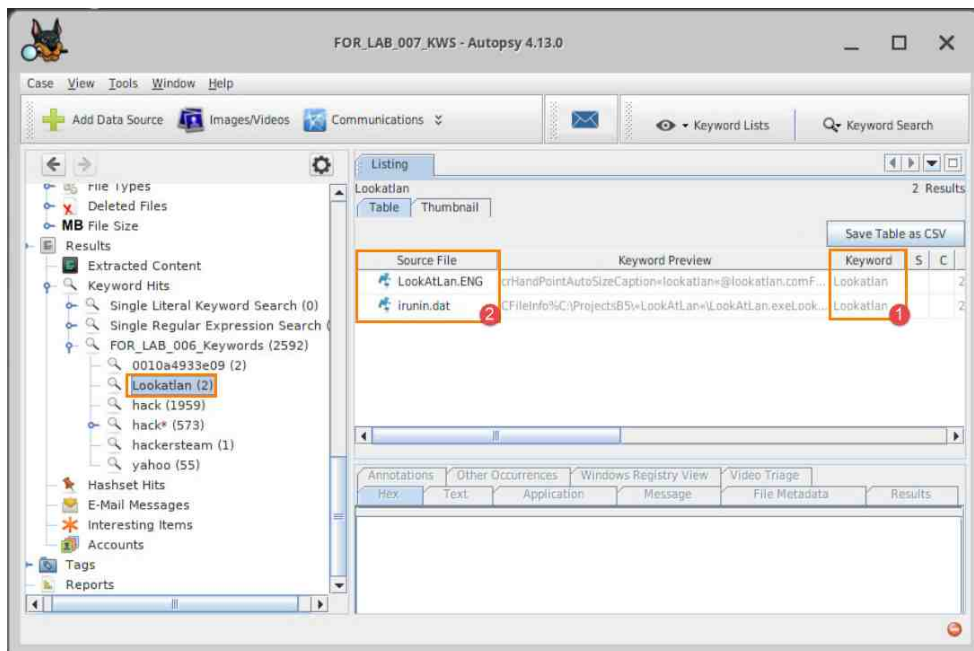 FOR_LAB_007_KWS - Autopsy 4.13.0
Case View Tools Window Help
Add Data Source Images/Videos Communications Keyword Lists Keyword Search
File Types
Deleted Files
MB File Size
Results
Extracted Content
Keyword Hits
Single Literal Keyword Search (0)
Single Regular Expression Search (
FOR_LAB_006_Keywords (2592)
0010a4933e09 (2)
Lookatlan (2)
hack (1959)
hack* (573)
hackersteam (1)
yahoo (55)
Hashset Hits
E-Mail Messages
Interesting Items
Accounts
Tags
Reports
Listing
Lookatlan 2 Results
Table Thumbnail
Save Table as CSV
Source File Keyword Preview Keyword S C
LookAtLan.ENG crHandPointAutoSizeCaption=lookatlan=@lookatlan.comF... Lookatlan 2
irunin.dat CFileInfo%C:\ProjectsB5\«LookAtLan«\LookAtLan.exeLook... Lookatlan 2
2 1
Annotations Other Occurrences Windows Registry View Video Triage
Hex Text Application Message File Metadata Results